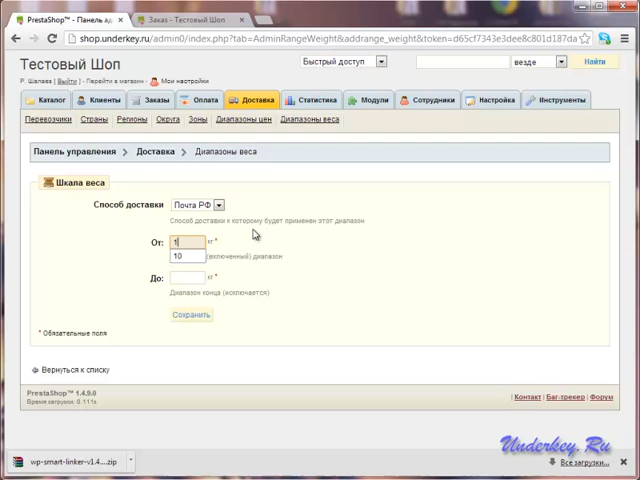 PrestaShop™ - Панель ад
Заказ - Тестовый Шоп
shop.underkey.ru/admin0/index.php?tab=AdminRangeWeight&addrange_weight&token=d65cf7343e3dee8c801d187da
Тестовый Шоп
Быстрый доступ
везде
Найти
Р. Шалаев [ Выйти ] - Перейти в магазин - Мои настройки
Каталог
Клиенты
Заказы
Оплата
Доставка
Статистика
Модули
Сотрудники
Настройка
Инструменты
Перевозчики
Страны
Регионы
Округа
Зоны
Диапазоны цен
Диапазоны веса
Панель управления
Доставка
Диапазоны веса
Шкала веса
Способ доставки
Почта РФ
Способ доставки к которому будет применен этот диапазон
От:
1
кг *
10
(включенный) диапазон
До:
кг *
Диапазон конца (исключается)
Сохранить
* Обязательные поля
Вернуться к списку
PrestaShop™ 1.4.9.0
Время загрузки: 0.111s
| Контакт | Баг-трекер | Форум
Underkey.Ru
wp-smart-linker-v1.4....zip
Все загрузки...